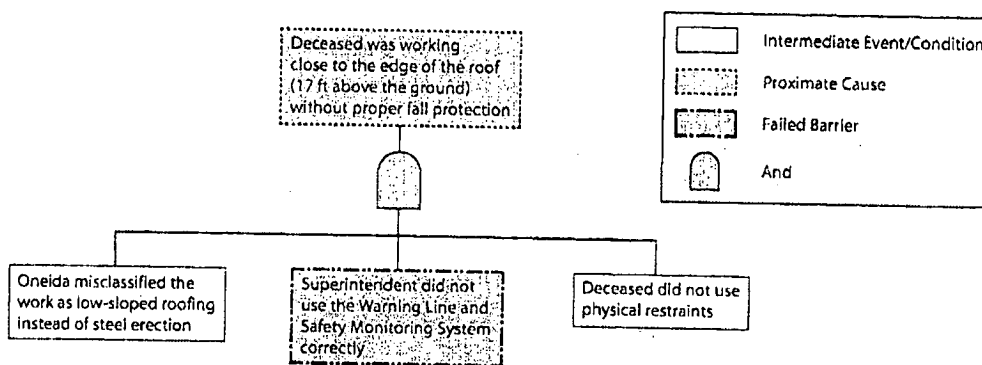 Deceased was working
close to the edge of the roof
(17 ft above the ground)
without proper fall protection
Intermediate Event/Condition
Proximate Cause
Failed Barrier
And
Oneida misclassified the
work as low-sloped roofing
instead of steel erection
Superintendent did not
use the Warning Line and
Safety Monitoring System
correctly
Deceased did not use
physical restraints